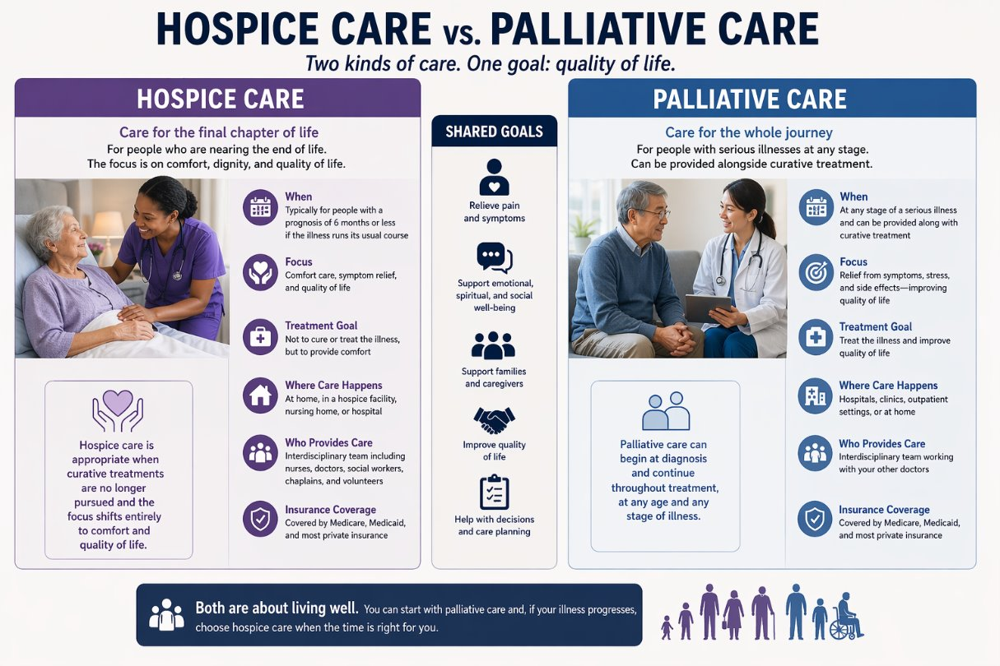 HOSPICE CARE vs. PALLIATIVE CARE
Two kinds of care. One goal: quality of life.
HOSPICE CARE
Care for the final chapter of life
For people who are nearing the end of life.
The focus is on comfort, dignity, and quality of life.
When
Typically for people with a
prognosis of 6 months or less
if the illness runs its usual course
Focus
Comfort care, symptom relief,
and quality of life
Treatment Goal
Not to cure or treat the illness,
but to provide comfort
Where Care Happens
At home, in a hospice facility,
nursing home, or hospital
Who Provides Care
Interdisciplinary team including
nurses, doctors, social workers,
chaplains, and volunteers
Insurance Coverage
Covered by Medicare, Medicaid,
and most private insurance
Hospice care is
appropriate when
curative treatments
are no longer
pursued and the
focus shifts entirely
to comfort and
quality of life.
SHARED GOALS
Relieve pain
and symptoms
Support emotional,
spiritual, and social
well-being
Support families
and caregivers
Improve quality
of life
Help with decisions
and care planning
PALLIATIVE CARE
Care for the whole journey
For people with serious illnesses at any stage.
Can be provided alongside curative treatment.
When
At any stage of a serious illness
and can be provided along with
curative treatment
Focus
Relief from symptoms, stress,
and side effects—improving
quality of life
Treatment Goal
Treat the illness and improve
quality of life
Where Care Happens
Hospitals, clinics, outpatient
settings, or at home
Who Provides Care
Interdisciplinary team working
with your other doctors
Insurance Coverage
Covered by Medicare, Medicaid,
and most private insurance
Palliative care can
begin at diagnosis
and continue
throughout treatment,
at any age and any
stage of illness.
Both are about living well. You can start with palliative care and, if your illness progresses,
choose hospice care when the time is right for you.